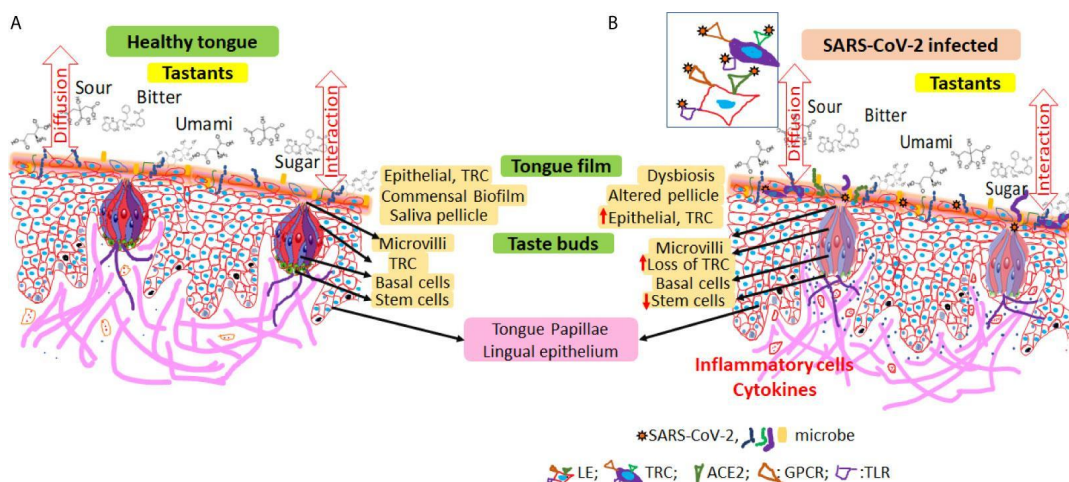 A
Healthy tongue
Tastants
Diffusion
Sour
Bitter
Umami
Sugar
Interaction
Tongue film
Epithelial, TRC
Commensal Biofilm
Saliva pellicle
Taste buds
Microvilli
TRC
Basal cells
Stem cells
Tongue Papillae
Lingual epithelium
B
SARS-CoV-2 infected
Tastants
Diffusion
Sour
Bitter
Umami
Sugar
Interaction
Dysbiosis
Altered pellicle
Epithelial, TRC
Microvilli
Loss of TRC
Basal cells
Stem cells
Inflammatory cells
Cytokines
SARS-CoV-2, microbe
LE; TRC; ACE2; : GPCR; :TLR